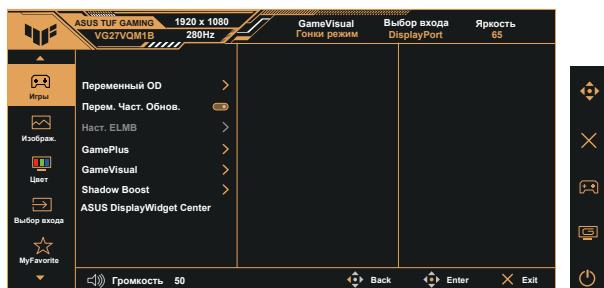 ASUS TUF GAMING 1920 x 1080 GameVisual Выбор входа Яркость
VG27VQM1B 280Hz Гонки режим DisplayPort 65
Игры
Изображ.
Цвет
Выбор входа
MyFavorite
Переменный OD
Перем. Част. Обнов.
Наст. ELMB
GamePlus
GameVisual
Shadow Boost
ASUS DisplayWidget Center
Громкость 50 Back Enter Exit